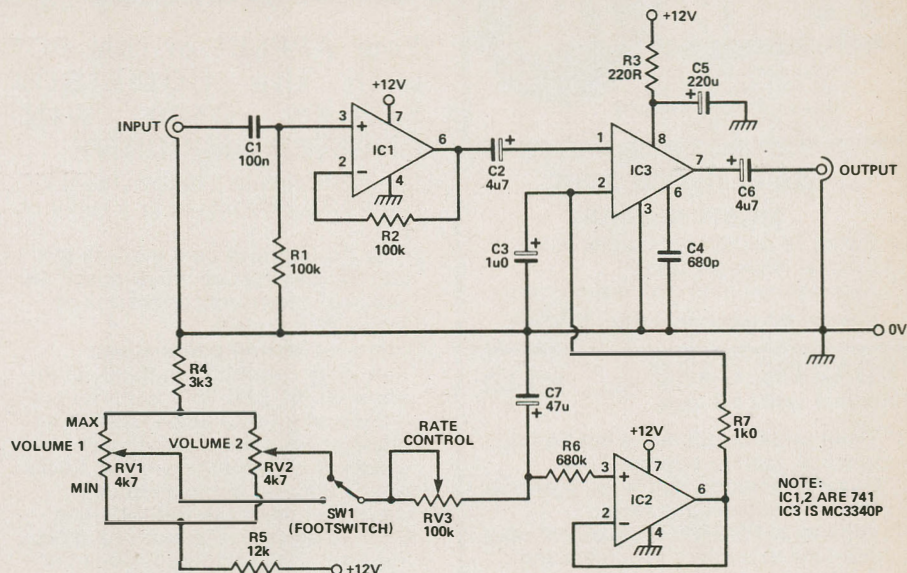 +12V
R3
220R
C5
220u
+
+12V
INPUT
C1
100n
3
+
7
IC1
6
2
−
4
R2
100k
R1
100k
+
C2
4u7
1
8
IC3
7
2
6
3
+
C6
4u7
OUTPUT
C3
1u0
+
C4
680p
0V
R4
3k3
MAX
VOLUME 1
MIN
RV1
4k7
VOLUME 2
RV2
4k7
R5
12k
+12V
SW1
(FOOTSWITCH)
RATE
CONTROL
RV3
100k
C7
47u
+
R6
680k
+12V
3
+
7
IC2
6
2
−
4
R7
1k0
NOTE:
IC1,2 ARE 741
IC3 IS MC3340P